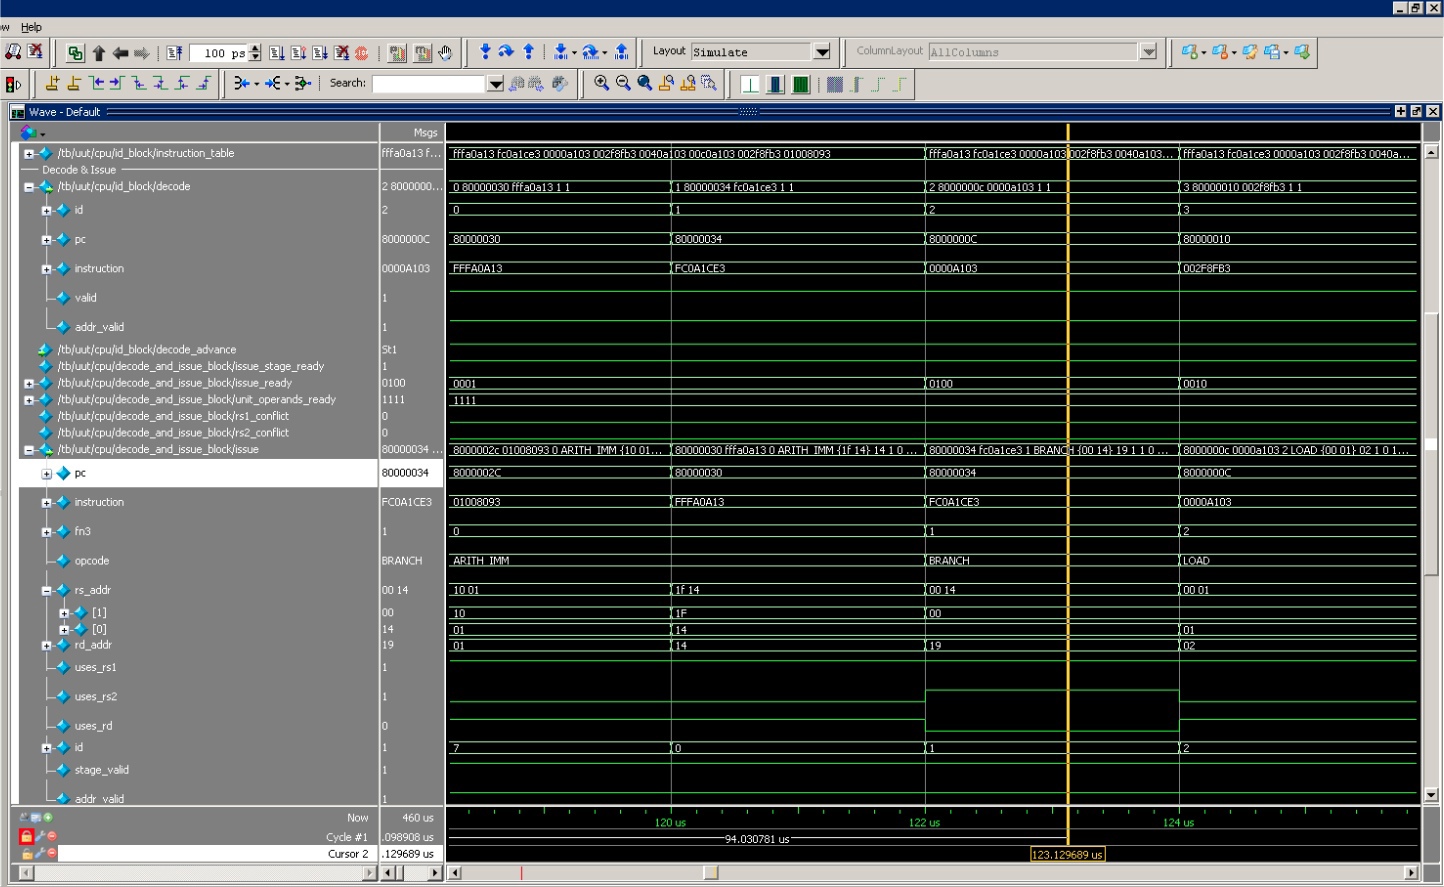 w Help
100 ps Layout Simulate ColumnLayout AllColumns
Search:
Wave - Default
Msgs
/tb/uut/cpu/id_block/instruction_table fffa0a13 f... fffa0a13 fc0a1ce3 0000a103 002f8fb3 0040a103 00c0a103 002f8fb3 01008093 fffa0a13 fc0a1ce3 0000a103 002f8fb3 0040a103... fffa0a13 fc0a1ce3 0000a103 002f8fb3 0040a...
Decode & Issue
/tb/uut/cpu/id_block/decode 2 8000000... 0 80000030 fffa0a13 1 1 1 80000034 fc0a1ce3 1 1 2 8000000c 0000a103 1 1 3 80000010 002f8fb3 1 1
id 2 0 1 2 3
pc 8000000C 80000030 80000034 8000000C 80000010
instruction 0000A103 FFFA0A13 FC0A1CE3 0000A103 002F8FB3
valid 1
addr_valid 1
/tb/uut/cpu/id_block/decode_advance St1
/tb/uut/cpu/decode_and_issue_block/issue_stage_ready 1
/tb/uut/cpu/decode_and_issue_block/issue_ready 0100 0001 0100 0010
/tb/uut/cpu/decode_and_issue_block/unit_operands_ready 1111 1111
/tb/uut/cpu/decode_and_issue_block/rs1_conflict 0
/tb/uut/cpu/decode_and_issue_block/rs2_conflict 0
/tb/uut/cpu/decode_and_issue_block/issue 80000034 ... 8000002c 01008093 0 ARITH_IMM {10 01... 80000030 fffa0a13 0 ARITH_IMM {1f 14} 14 1 0 ... 80000034 fc0a1ce3 1 BRANCH {00 14} 19 1 1 0 ... 8000000c 0000a103 2 LOAD {00 01} 02 1 0 1...
pc 80000034 8000002C 80000030 80000034 8000000C
instruction FC0A1CE3 01008093 FFFA0A13 FC0A1CE3 0000A103
fn3 1 0 1 2
opcode BRANCH ARITH_IMM BRANCH LOAD
rs_addr 00 14 10 01 1f 14 00 14 00 01
[1] 00 10 1F 00
[0] 14 01 14 01
rd_addr 19 01 14 19 02
uses_rs1 1
uses_rs2 1
uses_rd 0
id 1 7 0 1 2
stage_valid 1
addr_valid 1
Now 460 us 120 us 122 us 124 us
Cycle #1 .098908 us 94.030781 us
Cursor 2 .129689 us 123.129689 us